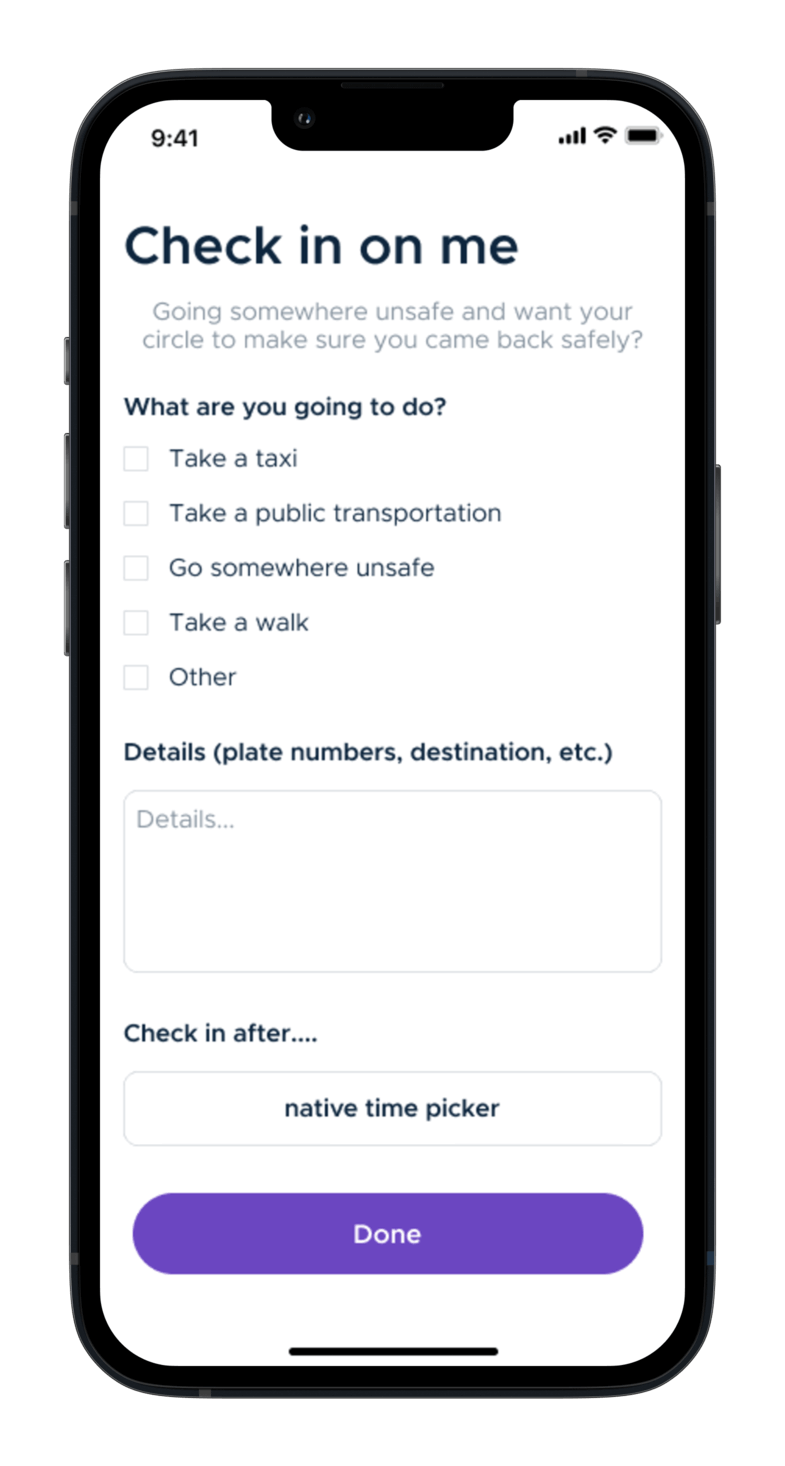 9:41
Check in on me
Going somewhere unsafe and want your
circle to make sure you came back safely?
What are you going to do?
Take a taxi
Take a public transportation
Go somewhere unsafe
Take a walk
Other
Details (plate numbers, destination, etc.)
Details...
Check in after....
native time picker
Done